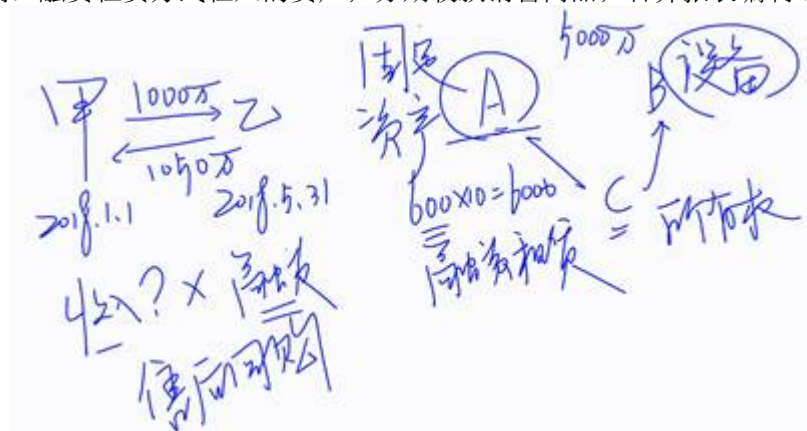 甲 1000万 乙
1050万
2018.1.1 2018.5.31
收入？× 融资
售后回购
固定
资产 A
5000万
B 设备
600×10=6000
C 所有权
融资租赁